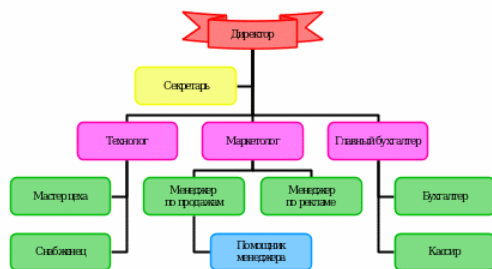 Директор
Секретарь
Технолог
Маркетолог
Главный бухгалтер
Мастер цеха
Менеджер
по продажам
Менеджер
по рекламе
Бухгалтер
Снабженец
Помощник
менеджера
Кассир